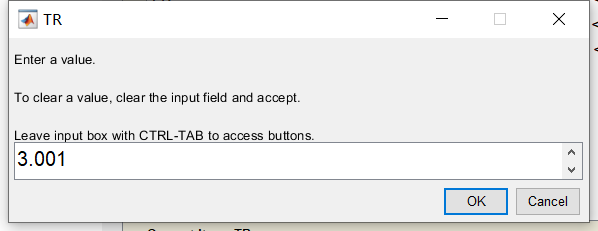 TR
Enter a value.
To clear a value, clear the input field and accept.
Leave input box with CTRL-TAB to access buttons.
3.001
OK
Cancel